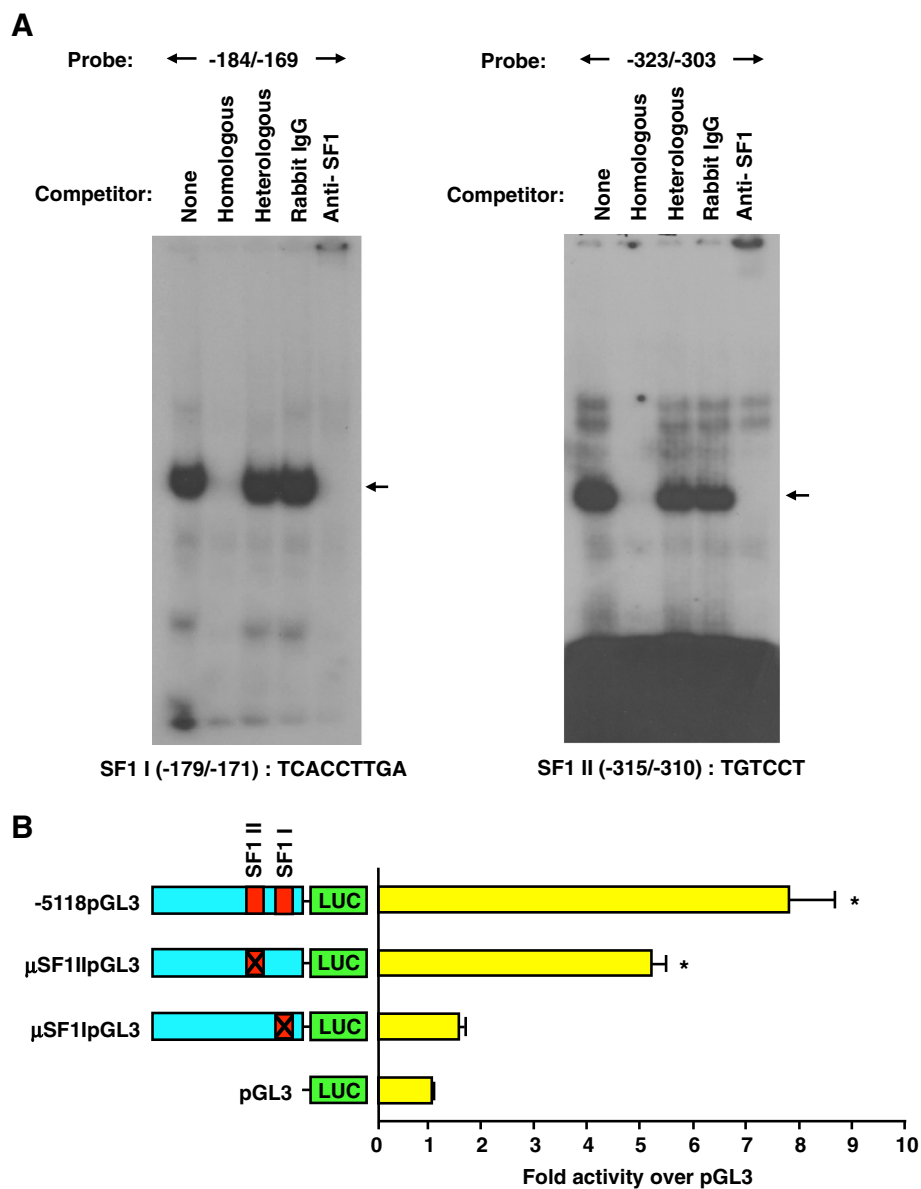 A
Probe: -184/-169
Competitor: None Homologous Heterologous Rabbit IgG Anti- SF1
SF1 I (-179/-171) : TCACCTTGA
Probe: -323/-303
Competitor: None Homologous Heterologous Rabbit IgG Anti- SF1
SF1 II (-315/-310) : TGTCCT
B
SF1 II SF1 I
-5118pGL3 LUC *
μSF1IIpGL3 LUC *
μSF1IpGL3 LUC
pGL3 LUC
0 1 2 3 4 5 6 7 8 9 10
Fold activity over pGL3